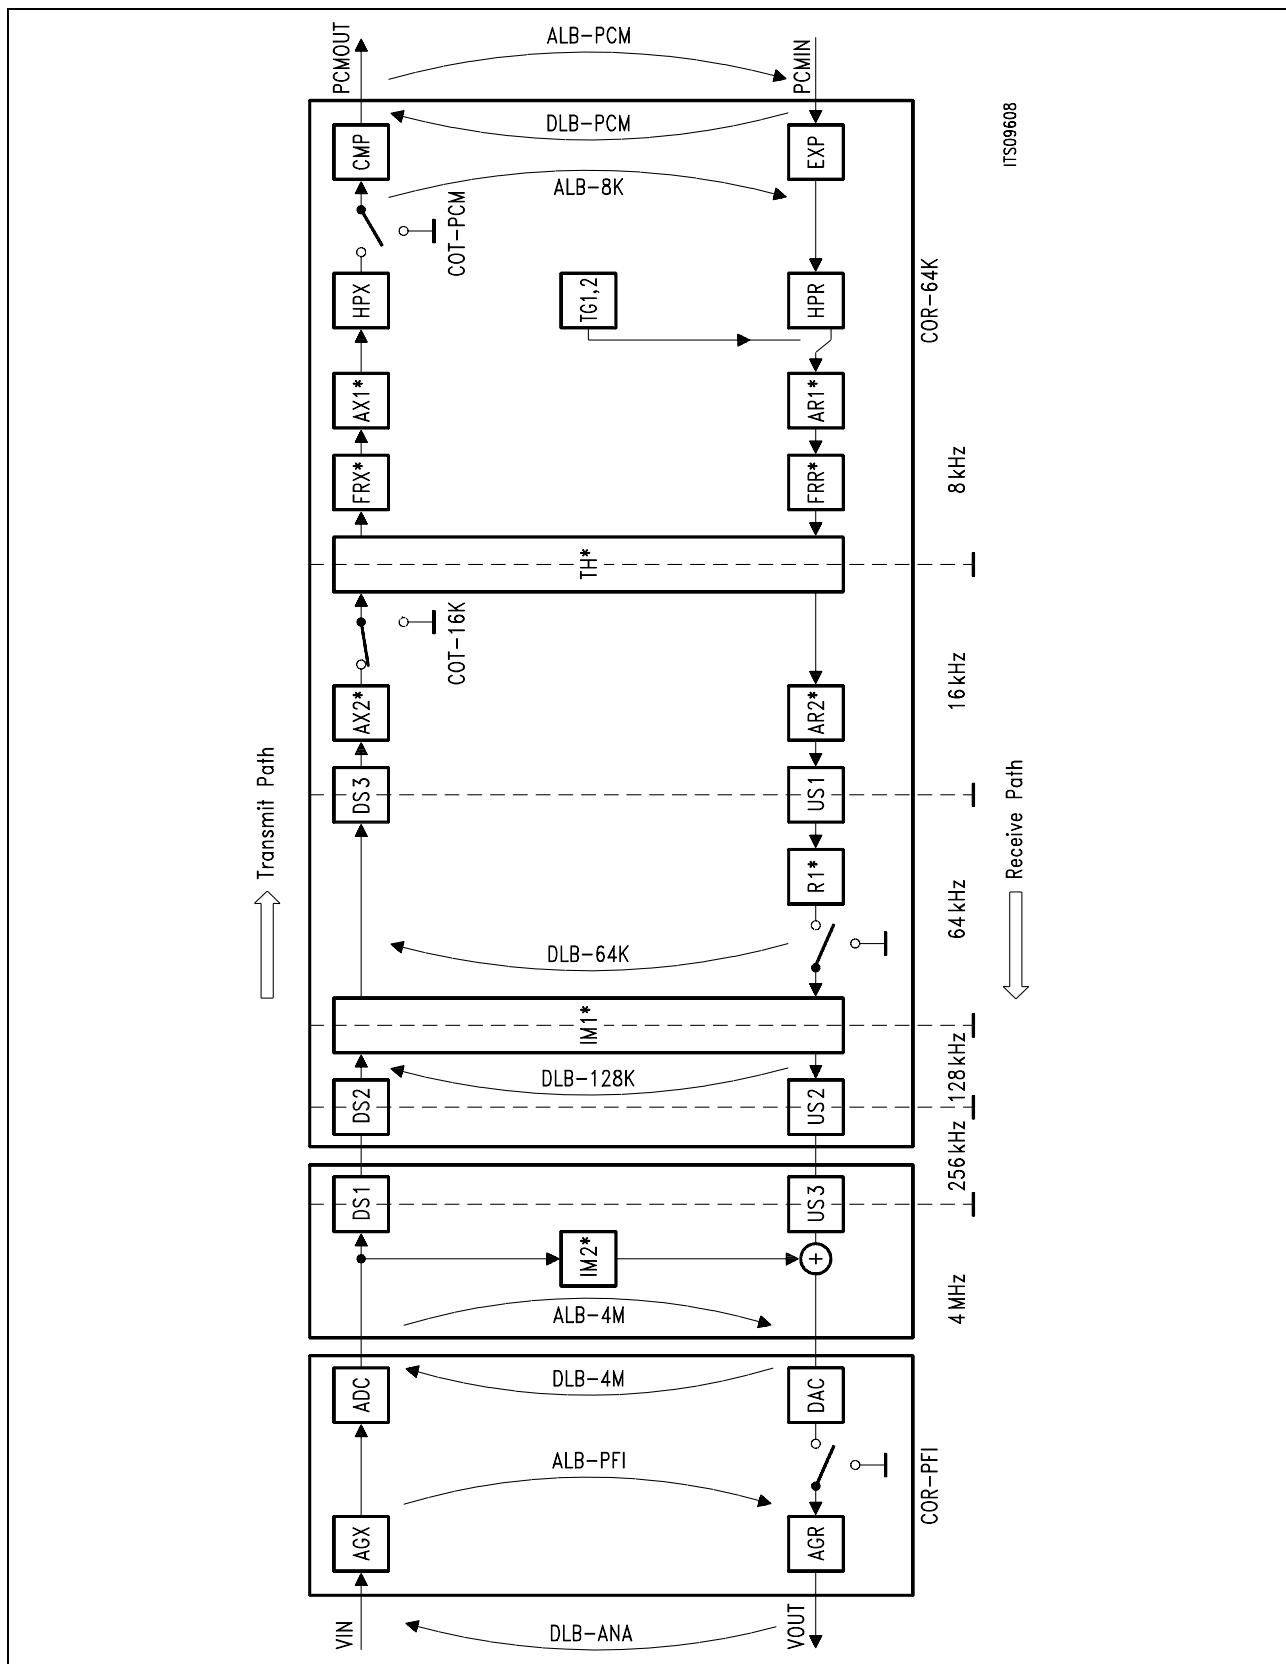 Transmit Path
VIN
AGX
ADC
DS1
DS2
DS3
AX2*
COT-16K
FRX*
AX1*
HPX
COT-PCM
CMP
PCMOUT
DLB-ANA
ALB-PFI
DLB-4M
ALB-4M
IM2*
DLB-128K
IM1*
DLB-64K
TH*
TG1,2
ALB-8K
DLB-PCM
ALB-PCM
VOUT
AGR
DAC
US3
US2
R1*
US1
AR2*
FRR*
AR1*
HPR
EXP
PCMIN
COR-PFI
COR-64K
4 MHz
256 kHz
128 kHz
64 kHz
16 kHz
8 kHz
Receive Path
ITS09608
+